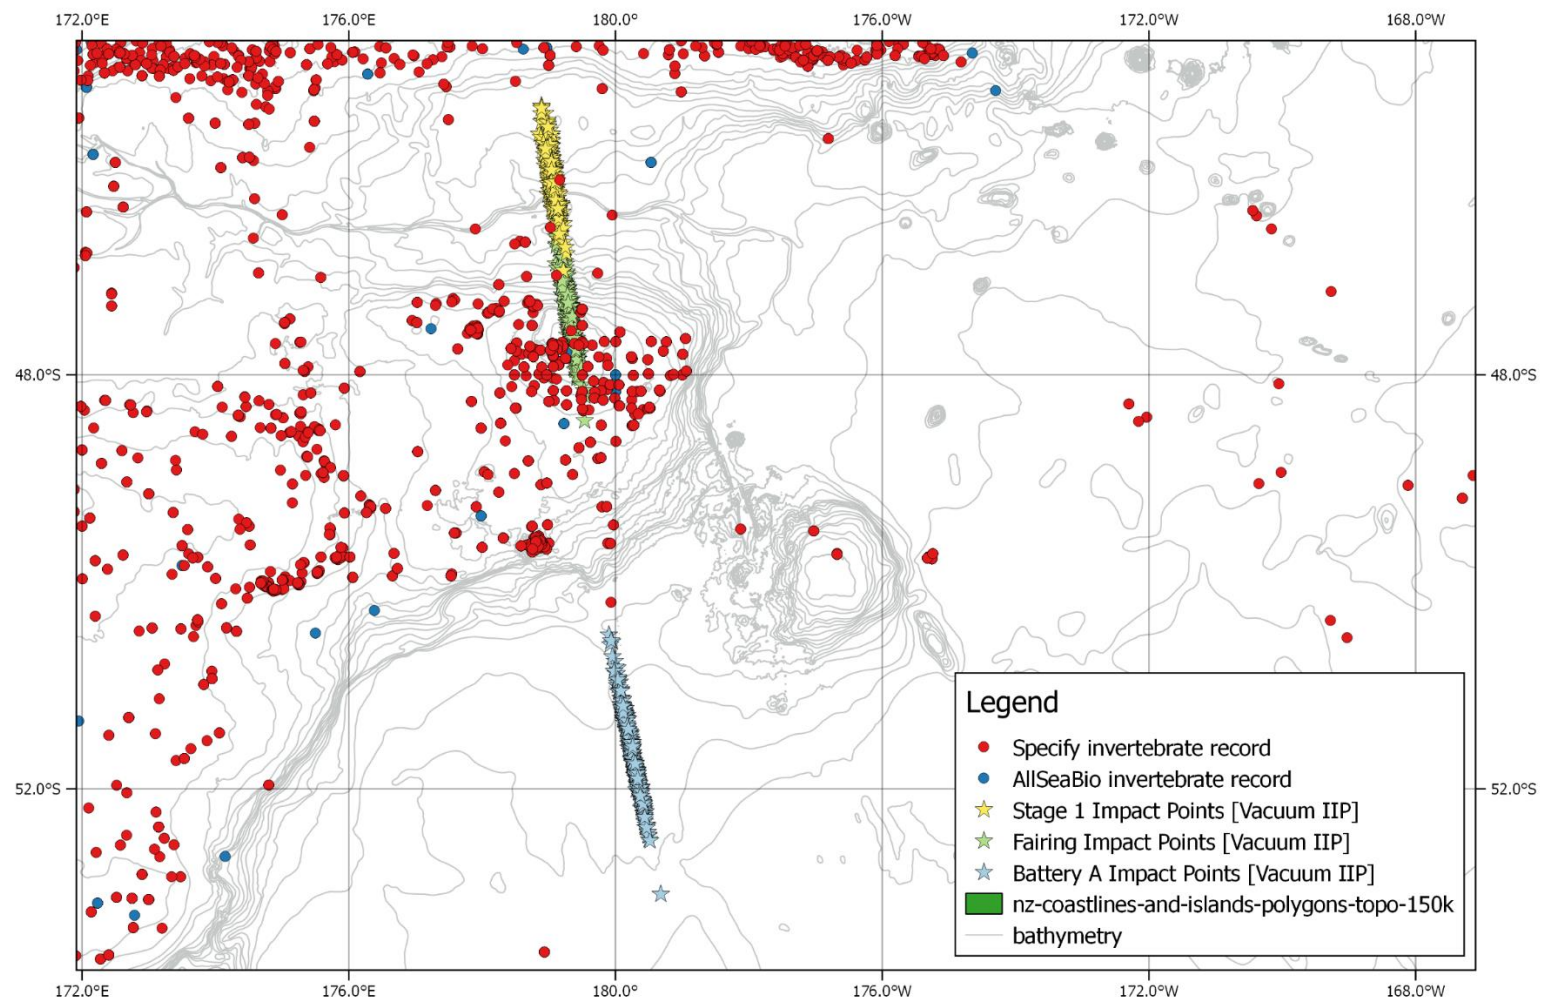 172.0°E 176.0°E 180.0° 176.0°W 172.0°W 168.0°W
48.0°S 48.0°S
Legend
Specify invertebrate record
AllSeaBio invertebrate record
Stage 1 Impact Points [Vacuum IIP]
52.0°S 52.0°S
Fairing Impact Points [Vacuum IIP]
Battery A Impact Points [Vacuum IIP]
nz-coastlines-and-islands-polygons-topo-150k
bathymetry
172.0°E 176.0°E 180.0° 176.0°W 172.0°W 168.0°W